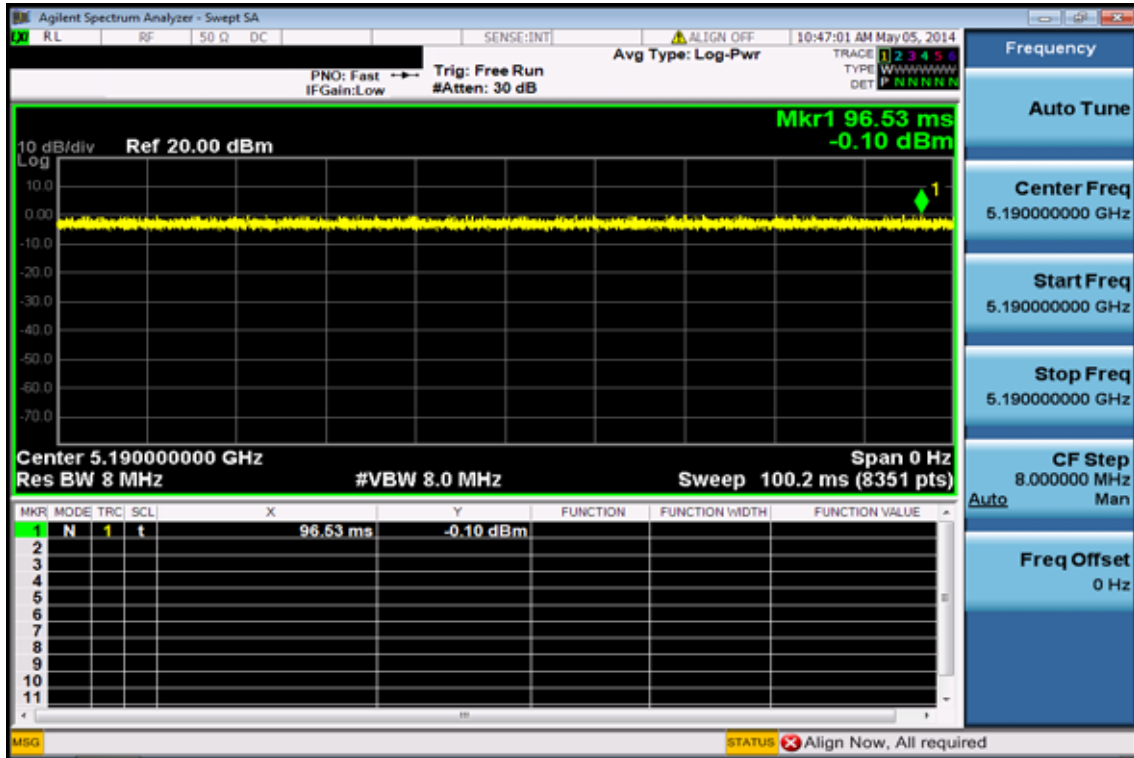 Agilent Spectrum Analyzer - Swept SA
LXI RL RF 50 Ω DC SENSE:INT ALIGN OFF 10:47:01 AM May 05, 2014
Avg Type: Log-Pwr TRACE 1 2 3 4 5 6
PNO: Fast Trig: Free Run TYPE WWWWWW
IFGain:Low #Atten: 30 dB DET P N N N N N
Mkr1 96.53 ms
10 dB/div Ref 20.00 dBm -0.10 dBm
Log
10.0
1
0.00
-10.0
-20.0
-30.0
-40.0
-50.0
-60.0
-70.0
Center 5.190000000 GHz Span 0 Hz
Res BW 8 MHz #VBW 8.0 MHz Sweep 100.2 ms (8351 pts)
MKR MODE TRC SCL X Y FUNCTION FUNCTION WIDTH FUNCTION VALUE
1 N 1 t 96.53 ms -0.10 dBm
2
3
4
5
6
7
8
9
10
11
MSG STATUS Align Now, All required
Frequency
Auto Tune
Center Freq
5.190000000 GHz
Start Freq
5.190000000 GHz
Stop Freq
5.190000000 GHz
CF Step
8.000000 MHz
Auto Man
Freq Offset
0 Hz